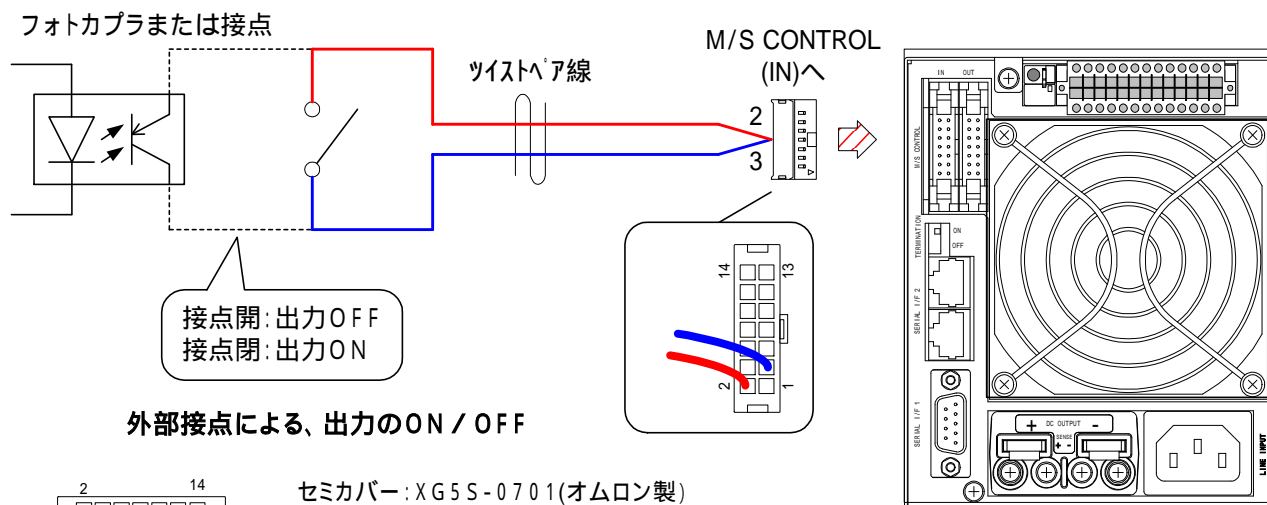 フォトカプラまたは接点
ツイストペア線
M/S CONTROL
(IN)へ
2
3
接点開:出力OFF
接点閉:出力ON
14
13
2
1
外部接点による、出力のON/OFF
2
14
セミカバー:XG5S-0701(オムロン製)
IN
OUT
M/S CONTROL
TERMINATION
ON
OFF
SERIAL I/F 2
SERIAL I/F 1
+ DC OUTPUT -
SENSE
+ -
LINE INPUT